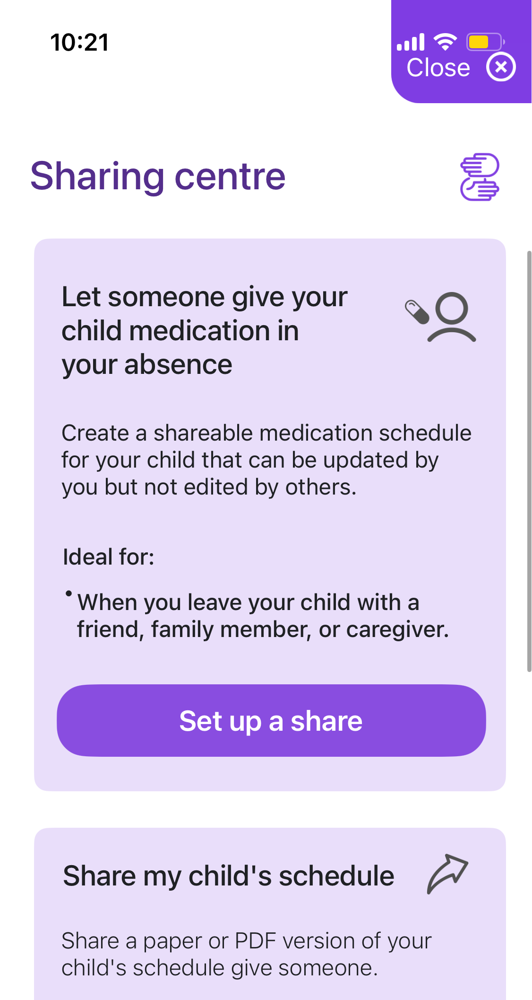 10:21
Close
Sharing centre
Let someone give your
child medication in
your absence
Create a shareable medication schedule
for your child that can be updated by
you but not edited by others.
Ideal for:
• When you leave your child with a
friend, family member, or caregiver.
Set up a share
Share my child's schedule
Share a paper or PDF version of your
child's schedule give someone.